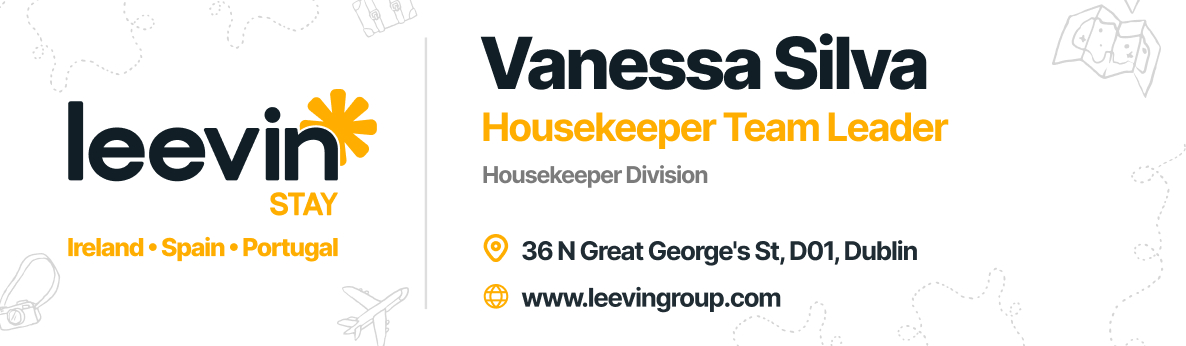 leevin
STAY
Ireland • Spain • Portugal
Vanessa Silva
Housekeeper Team Leader
Housekeeper Division
36 N Great George's St, D01, Dublin
www.leevingroup.com